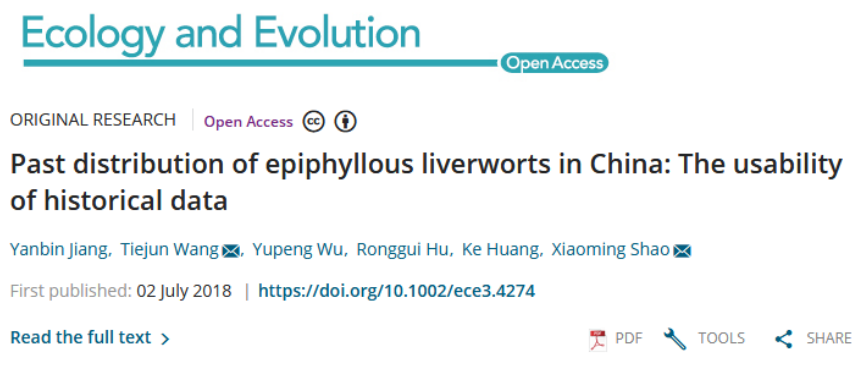 Ecology and Evolution
Open Access
ORIGINAL RESEARCH Open Access cc
Past distribution of epiphyllous liverworts in China: The usability
of historical data
Yanbin Jiang, Tiejun Wang, Yupeng Wu, Ronggui Hu, Ke Huang, Xiaoming Shao
First published: 02 July 2018 | https://doi.org/10.1002/ece3.4274
Read the full text > PDF TOOLS SHARE